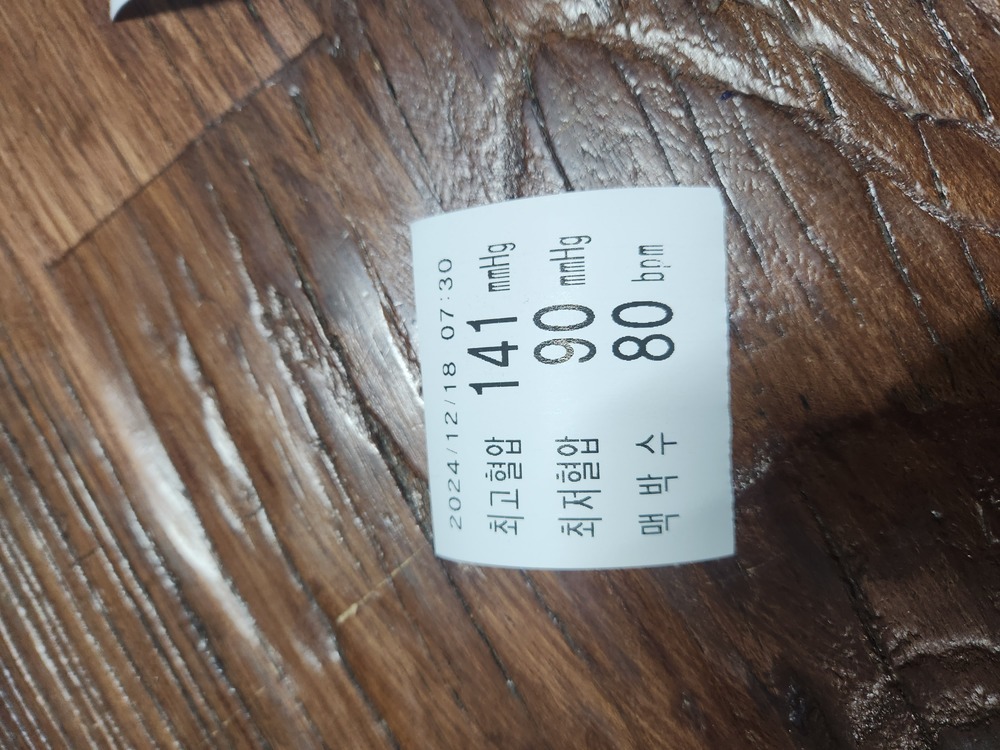 2024/12/18 07:30
최고혈압 141 mmHg
최저혈압 90 mmHg
맥 박 수 80 bpm